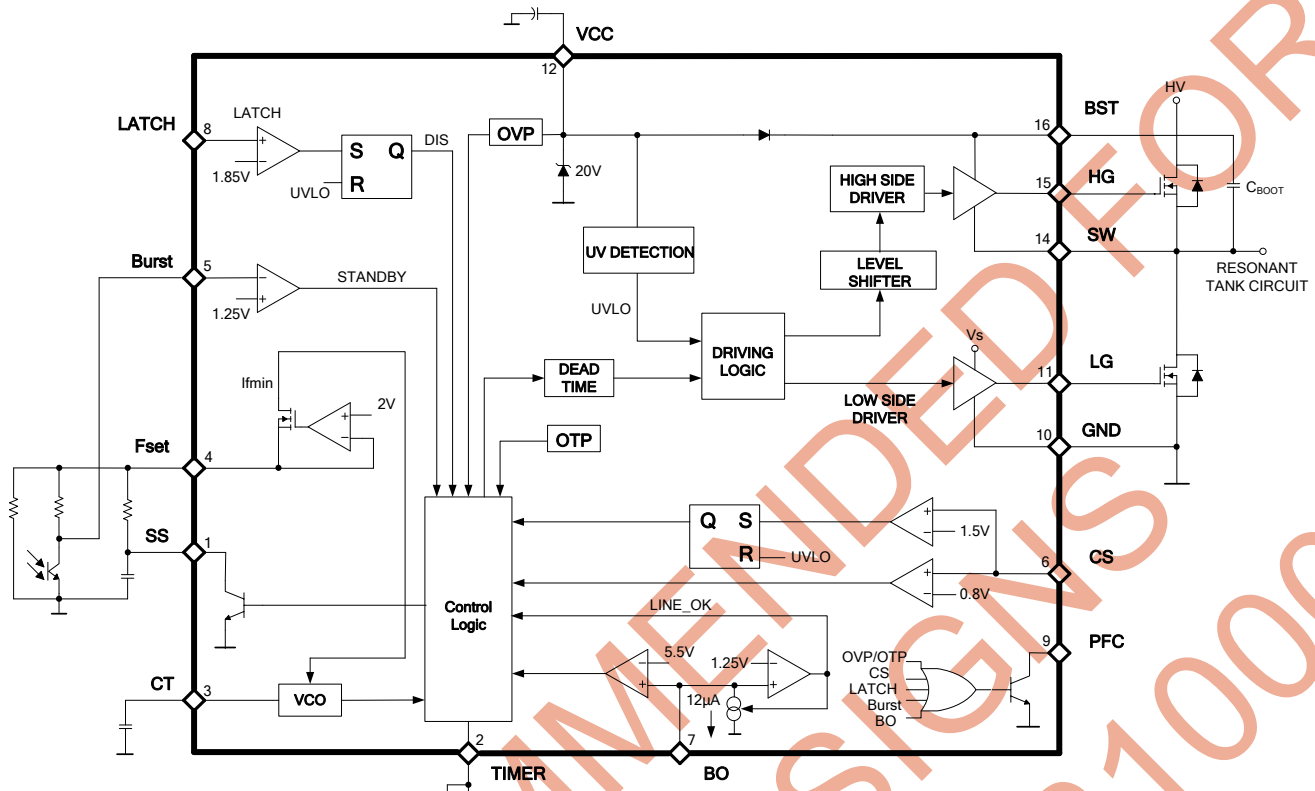 VCC
12
LATCH
8
LATCH
+
−
1.85V
S Q
R
UVLO
DIS
OVP
20V
16
BST
HV
HIGH SIDE
DRIVER
15
HG
CBOOT
14
SW
RESONANT
TANK CIRCUIT
UV DETECTION
LEVEL
SHIFTER
UVLO
Burst
5
−
+
1.25V
STANDBY
DRIVING
LOGIC
Vs
DEAD
TIME
11
LG
LOW SIDE
DRIVER
Ifmin
+
−
2V
10
GND
OTP
Fset
4
SS
1
Control
Logic
Q S
R
UVLO
+
−
1.5V
6
CS
+
−
0.8V
LINE_OK
5.5V
−
+
1.25V
−
+
12µA
9
PFC
OVP/OTP
CS
LATCH
Burst
BO
CT
3
VCO
2
TIMER
7
BO
MMENDED FOR
SIGNS
100